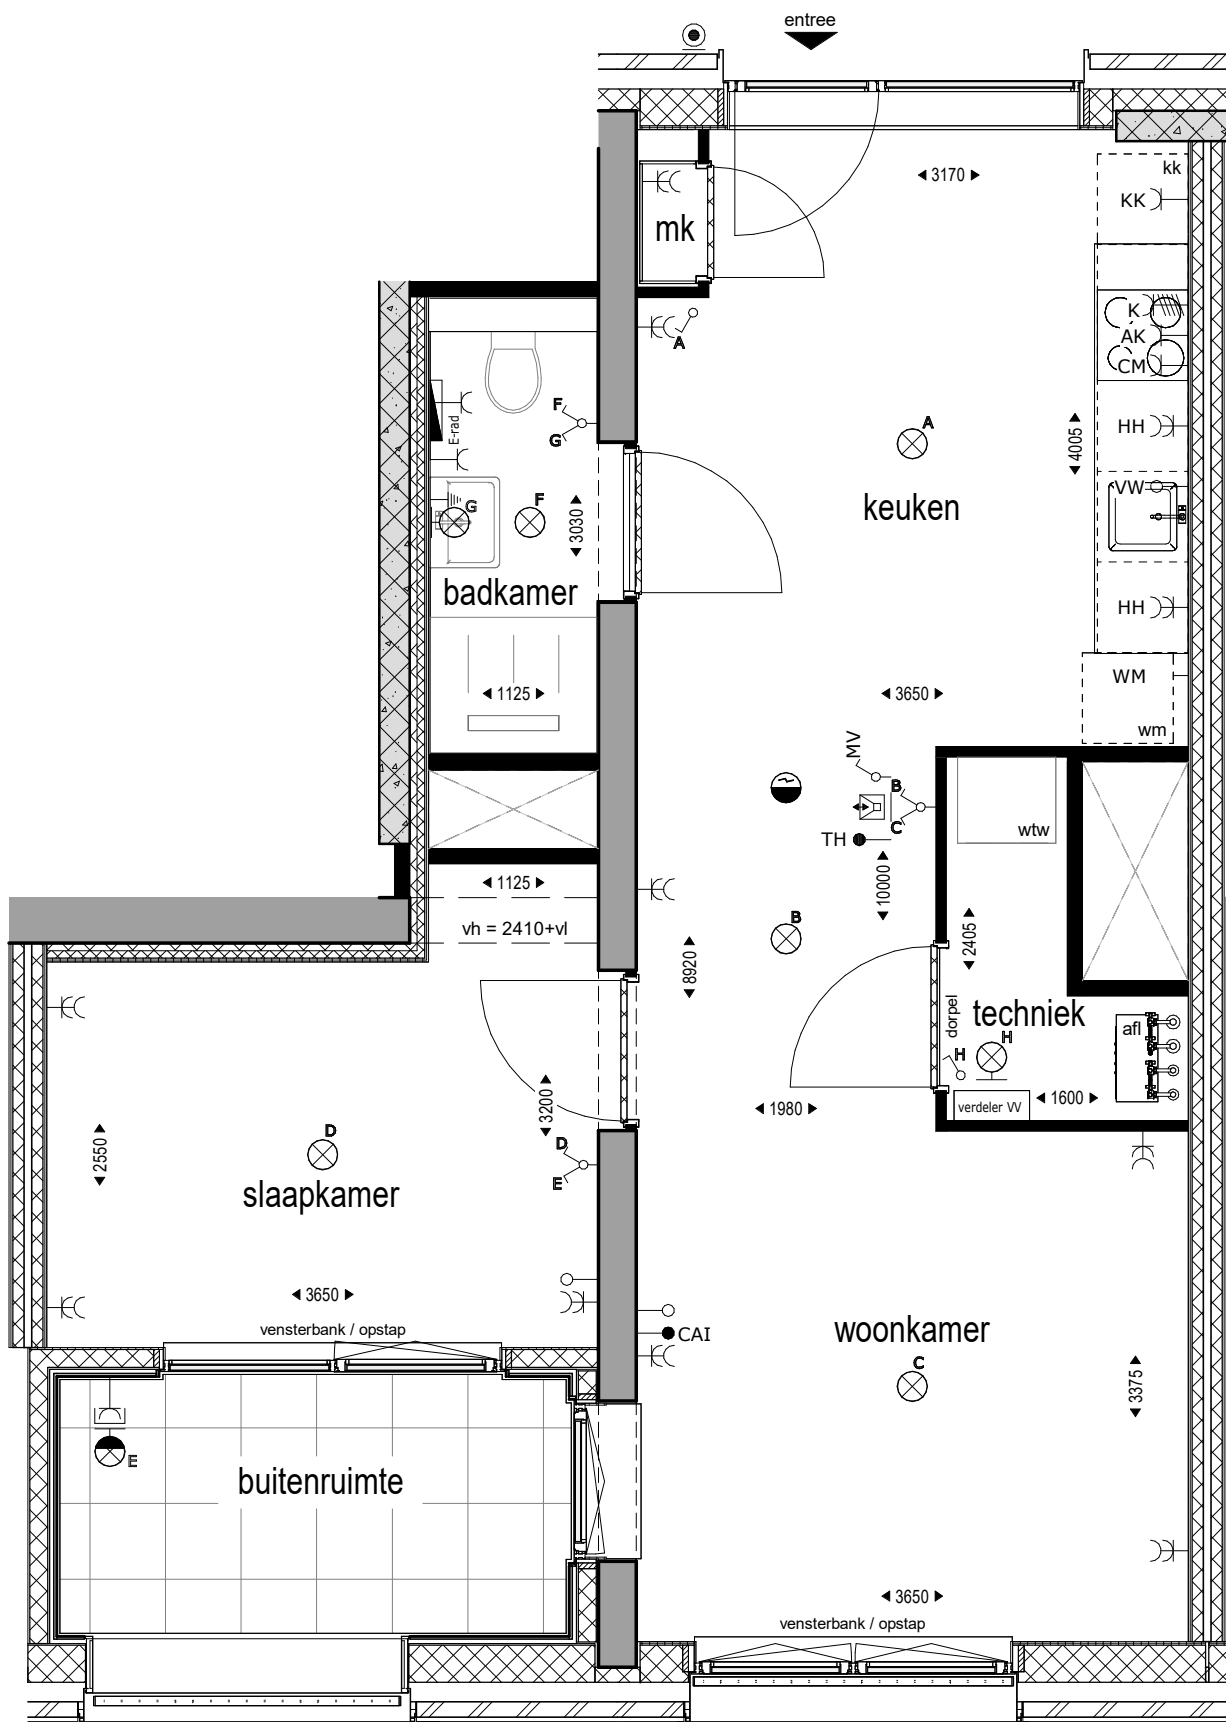 entree
3170
kk
KK
mk
K
A
AK
CM
F
G
A
E-rad
HH
4005
VW
G
F
3030
keuken
badkamer
HH
1125
3650
WM
wm
MV
B
C
TH
wtw
1125
10000
vh = 2410+vl
B
2405
8920
techniek
dorpel
afl
H
H
3200
1980
verdeler VV
1600
D
2550
D
E
slaapkamer
3650
vensterbank / opstap
CAI
woonkamer
C
3375
E
buitenruimte
3650
vensterbank / opstap